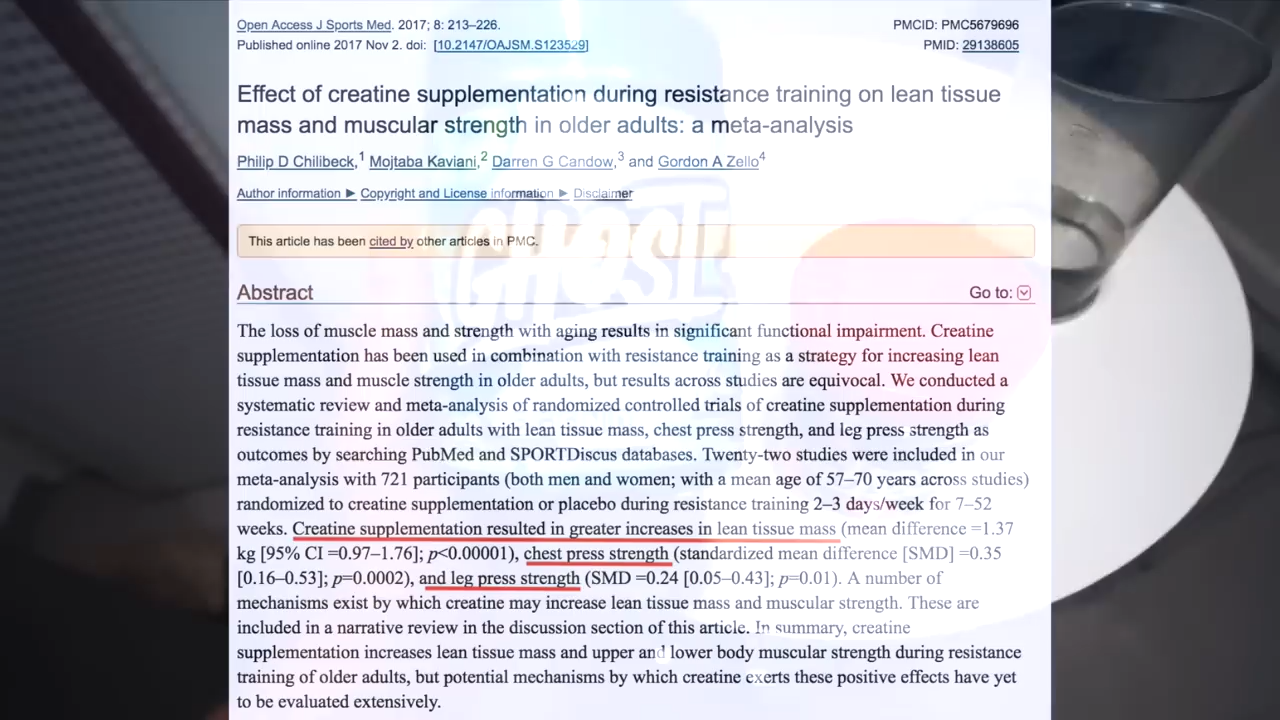 Open Access J Sports Med. 2017; 8: 213–226.
PMCID: PMC5679696
Published online 2017 Nov 2. doi: [10.2147/OAJSM.S123529]
PMID: 29138605
Effect of creatine supplementation during resistance training on lean tissue
mass and muscular strength in older adults: a meta-analysis
Philip D Chilibeck,1 Mojtaba Kaviani,2 Darren G Candow,3 and Gordon A Zello4
Author information ► Copyright and License information ► Disclaimer
GHOST
This article has been cited by other articles in PMC.
Abstract
Go to:
The loss of muscle mass and strength with aging results in significant functional impairment. Creatine
supplementation has been used in combination with resistance training as a strategy for increasing lean
tissue mass and muscle strength in older adults, but results across studies are equivocal. We conducted a
systematic review and meta-analysis of randomized controlled trials of creatine supplementation during
resistance training in older adults with lean tissue mass, chest press strength, and leg press strength as
outcomes by searching PubMed and SPORTDiscus databases. Twenty-two studies were included in our
meta-analysis with 721 participants (both men and women; with a mean age of 57–70 years across studies)
randomized to creatine supplementation or placebo during resistance training 2–3 days/week for 7–52
weeks. Creatine supplementation resulted in greater increases in lean tissue mass (mean difference =1.37
kg [95% CI =0.97–1.76]; p<0.00001), chest press strength (standardized mean difference [SMD] =0.35
[0.16–0.53]; p=0.0002), and leg press strength (SMD =0.24 [0.05–0.43]; p=0.01). A number of
mechanisms exist by which creatine may increase lean tissue mass and muscular strength. These are
included in a narrative review in the discussion section of this article. In summary, creatine
supplementation increases lean tissue mass and upper and lower body muscular strength during resistance
training of older adults, but potential mechanisms by which creatine exerts these positive effects have yet
to be evaluated extensively.